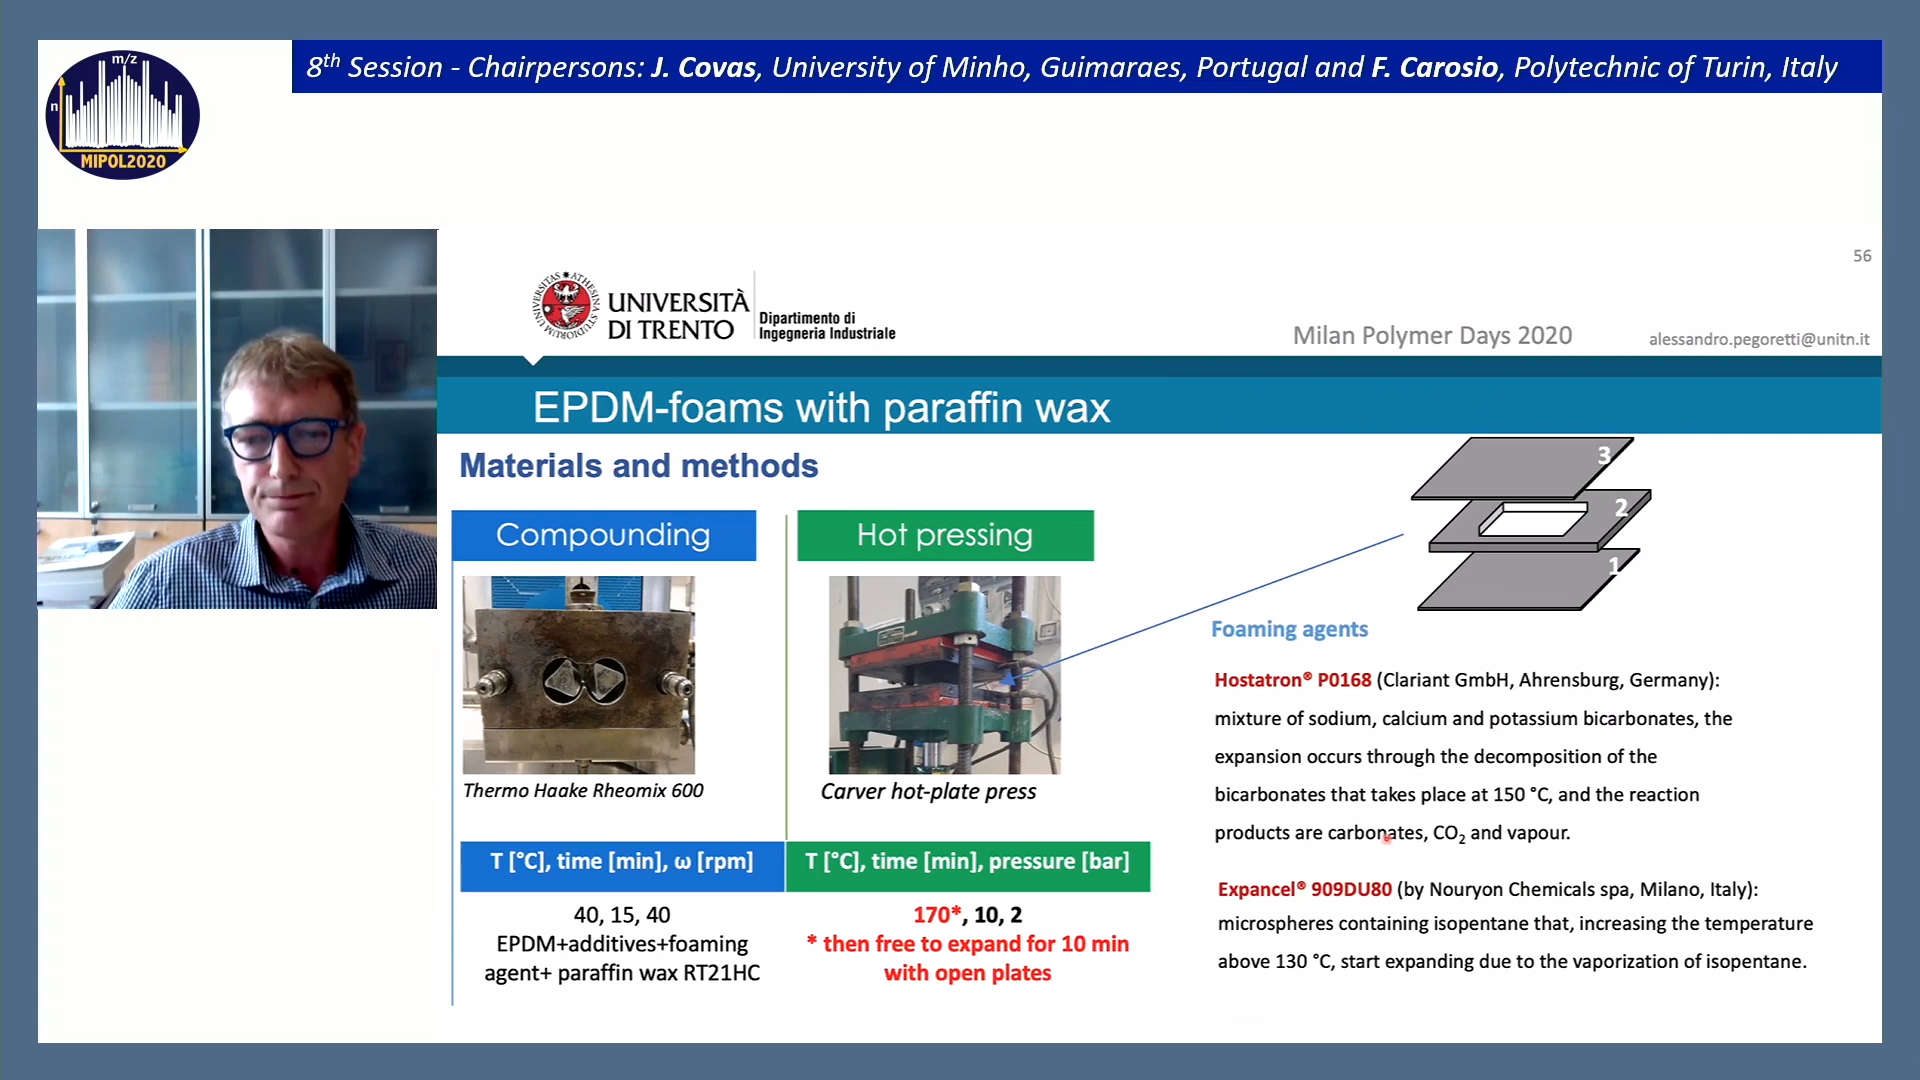 8th Session - Chairpersons: J. Covas, University of Minho, Guimaraes, Portugal and F. Carosio, Polytechnic of Turin, Italy
m/z
n
MIPOL2020
56
UNIVERSITÀ
DI TRENTO
Dipartimento di
Ingegneria Industriale
Milan Polymer Days 2020
alessandro.pegoretti@unitn.it
EPDM-foams with paraffin wax
Materials and methods
Compounding
Hot pressing
3
2
1
Thermo Haake Rheomix 600
Carver hot-plate press
T [°C], time [min], ω [rpm]
T [°C], time [min], pressure [bar]
40, 15, 40
EPDM+additives+foaming
agent+ paraffin wax RT21HC
170*, 10, 2
* then free to expand for 10 min
with open plates
Foaming agents
Hostatron® P0168 (Clariant GmbH, Ahrensburg, Germany):
mixture of sodium, calcium and potassium bicarbonates, the
expansion occurs through the decomposition of the
bicarbonates that takes place at 150 °C, and the reaction
products are carbonates, CO2 and vapour.
Expancel® 909DU80 (by Nouryon Chemicals spa, Milano, Italy):
microspheres containing isopentane that, increasing the temperature
above 130 °C, start expanding due to the vaporization of isopentane.